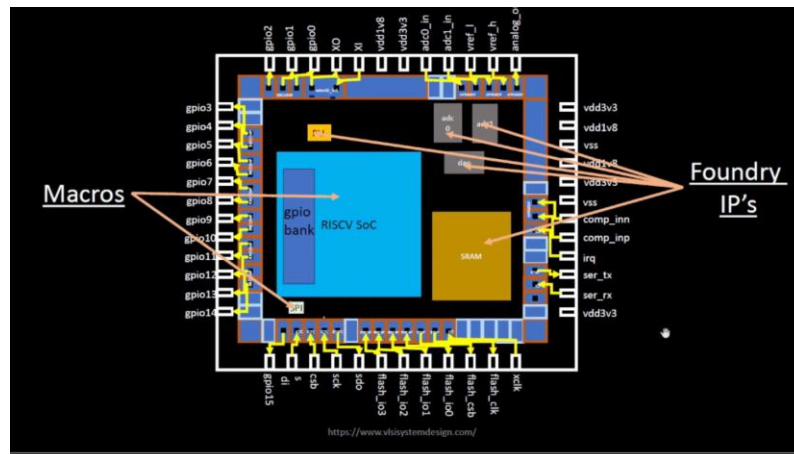 gpio2
gpio1
gpio0
XO
XI
vdd1v8
vdd3v3
adc0_in
adc1_in
vref_l
vref_h
gpio3
gpio4
gpio5
gpio6
gpio7
gpio8
gpio9
gpio10
gpio11
gpio12
gpio13
gpio14
Macros
gpio
bank
RISCV SoC
SPI
adc
0
dac
SRAM
vdd3v3
vdd1v8
vss
vdd1v8
vdd3v3
vss
comp_inn
comp_inp
irq
ser_tx
ser_rx
vdd3v3
Foundry
IP's
gpio15
di
s
csb
sck
sdo
flash_io3
flash_io2
flash_io1
flash_io0
flash_csb
flash_clk
xclk
https://www.vlsisystemdesign.com/